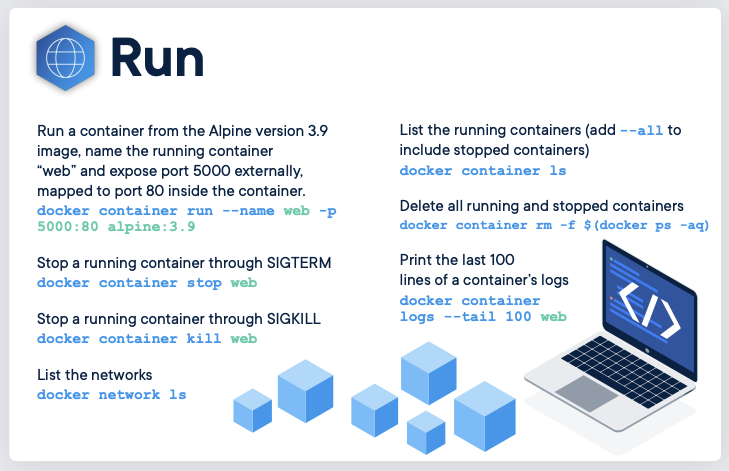 Run
Run a container from the Alpine version 3.9
image, name the running container
“web” and expose port 5000 externally,
mapped to port 80 inside the container.
docker container run --name web -p
5000:80 alpine:3.9
Stop a running container through SIGTERM
docker container stop web
Stop a running container through SIGKILL
docker container kill web
List the networks
docker network ls
List the running containers (add --all to
include stopped containers)
docker container ls
Delete all running and stopped containers
docker container rm -f $(docker ps -aq)
Print the last 100
lines of a container’s logs
docker container
logs --tail 100 web
</>